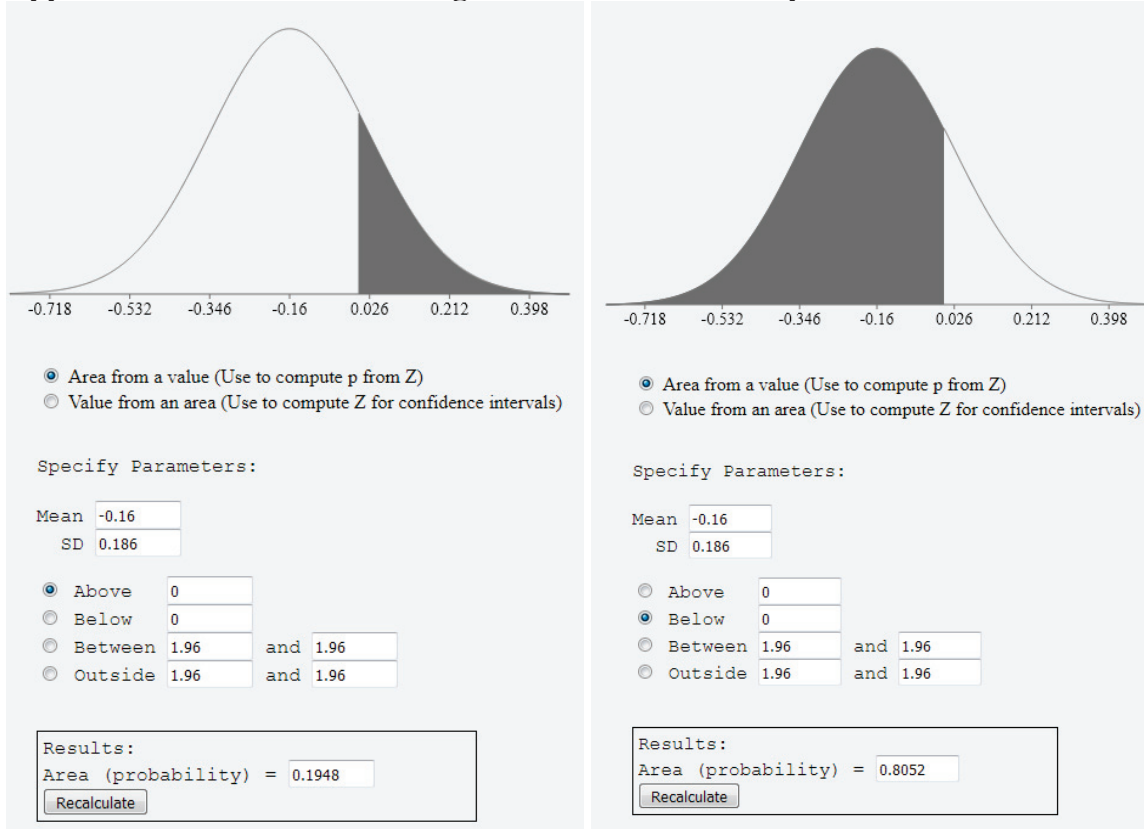 -0.718 -0.532 -0.346 -0.16 0.026 0.212 0.398
Area from a value (Use to compute p from Z)
Value from an area (Use to compute Z for confidence intervals)
Specify Parameters:
Mean -0.16
SD 0.186
Above 0
Below 0
Between 1.96 and 1.96
Outside 1.96 and 1.96
Results:
Area (probability) = 0.1948
Recalculate
-0.718 -0.532 -0.346 -0.16 0.026 0.212 0.398
Area from a value (Use to compute p from Z)
Value from an area (Use to compute Z for confidence intervals)
Specify Parameters:
Mean -0.16
SD 0.186
Above 0
Below 0
Between 1.96 and 1.96
Outside 1.96 and 1.96
Results:
Area (probability) = 0.8052
Recalculate